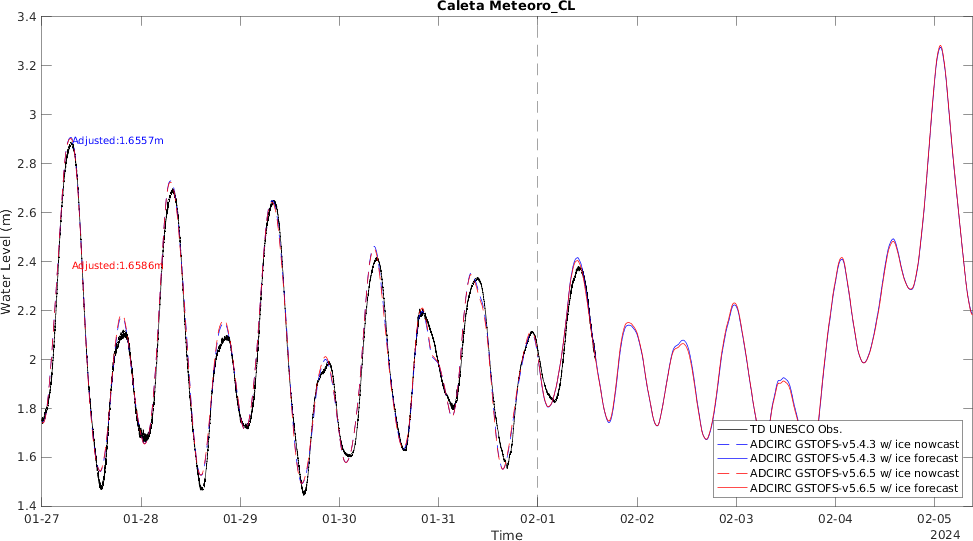 Caleta Meteoro_CL
3.4
3.2
3
2.8
2.6
2.4
2.2
2
1.8
1.6
1.4
Water Level (m)
Adjusted:1.6557m
Adjusted:1.6586m
TD UNESCO Obs.
ADCIRC GSTOFS-v5.4.3 w/ ice nowcast
ADCIRC GSTOFS-v5.4.3 w/ ice forecast
ADCIRC GSTOFS-v5.6.5 w/ ice nowcast
ADCIRC GSTOFS-v5.6.5 w/ ice forecast
01-27 01-28 01-29 01-30 01-31 02-01 02-02 02-03 02-04 02-05
Time
2024